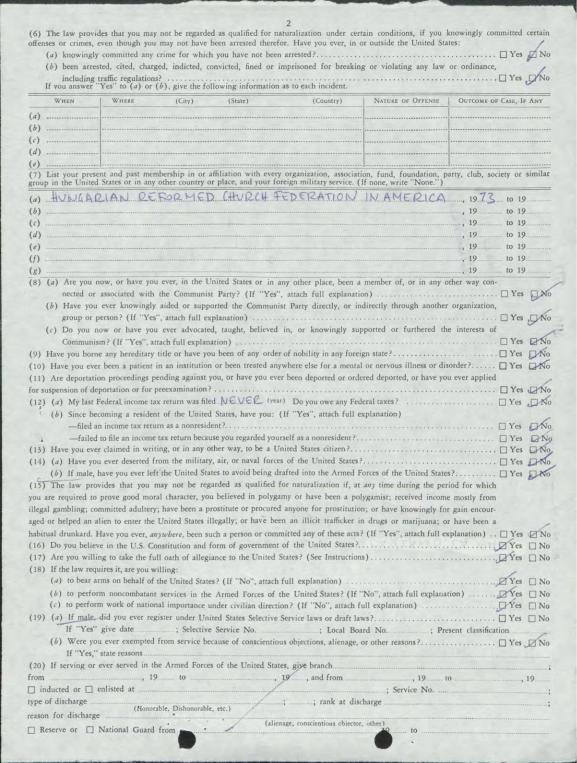 2
(6) The law provides that you may not be regarded as qualified for naturalization under certain conditions, if you knowingly committed certain
offenses or crimes, even though you may not have been arrested therefor. Have you ever, in or outside the United States:
(a) knowingly committed any crime for which you have not been arrested? ☐ Yes ☑ No
(b) been arrested, cited, charged, indicted, convicted, fined or imprisoned for breaking or violating any law or ordinance,
including traffic regulations? ☐ Yes ☑ No
If you answer "Yes" to (a) or (b), give the following information as to each incident.
WHEN WHERE (City) (State) (Country) NATURE OF OFFENSE OUTCOME OF CASE, IF ANY
(a)
(b)
(c)
(d)
(e)
(7) List your present and past membership in or affiliation with every organization, association, fund, foundation, party, club, society or similar
group in the United States or in any other country or place, and your foreign military service. (If none, write "None.")
(a) HUNGARIAN REFORMED CHURCH FEDERATION IN AMERICA , 1973 to 19
(b) , 19 to 19
(c) , 19 to 19
(d) , 19 to 19
(e) , 19 to 19
(f) , 19 to 19
(g) , 19 to 19
(8) (a) Are you now, or have you ever, in the United States or in any other place, been a member of, or in any other way con-
nected or associated with the Communist Party? (If "Yes", attach full explanation) ☐ Yes ☑ No
(b) Have you ever knowingly aided or supported the Communist Party directly, or indirectly through another organization,
group or person? (If "Yes", attach full explanation) ☐ Yes ☑ No
(c) Do you now or have you ever advocated, taught, believed in, or knowingly supported or furthered the interests of
Communism? (If "Yes", attach full explanation) ☐ Yes ☑ No
(9) Have you borne any hereditary title or have you been of any order of nobility in any foreign state? ☐ Yes ☑ No
(10) Have you ever been a patient in an institution or been treated anywhere else for a mental or nervous illness or disorder? ☐ Yes ☑ No
(11) Are deportation proceedings pending against you, or have you ever been deported or ordered deported, or have you ever applied
for suspension of deportation or for preexamination? ☐ Yes ☑ No
(12) (a) My last Federal income tax return was filed NEVER (year) Do you owe any Federal taxes? ☐ Yes ☑ No
(b) Since becoming a resident of the United States, have you: (If "Yes", attach full explanation)
—filed an income tax return as a nonresident? ☐ Yes ☑ No
—failed to file an income tax return because you regarded yourself as a nonresident? ☐ Yes ☑ No
(13) Have you ever claimed in writing, or in any other way, to be a United States citizen? ☐ Yes ☑ No
(14) (a) Have you ever deserted from the military, air, or naval forces of the United States? ☐ Yes ☑ No
(b) If male, have you ever left the United States to avoid being drafted into the Armed Forces of the United States? ☐ Yes ☑ No
(15) The law provides that you may not be regarded as qualified for naturalization if, at any time during the period for which
you are required to prove good moral character, you believed in polygamy or have been a polygamist; received income mostly from
illegal gambling; committed adultery; have been a prostitute or procured anyone for prostitution; or have knowingly for gain encour-
aged or helped an alien to enter the United States illegally; or have been an illicit trafficker in drugs or marijuana; or have been a
habitual drunkard. Have you ever, anywhere, been such a person or committed any of these acts? (If "Yes", attach full explanation) ☐ Yes ☑ No
(16) Do you believe in the U.S. Constitution and form of government of the United States? ☑ Yes ☐ No
(17) Are you willing to take the full oath of allegiance to the United States? (See Instructions) ☑ Yes ☐ No
(18) If the law requires it, are you willing:
(a) to bear arms on behalf of the United States? (If "No", attach full explanation) ☑ Yes ☐ No
(b) to perform noncombatant services in the Armed Forces of the United States? (If "No", attach full explanation) ☑ Yes ☐ No
(c) to perform work of national importance under civilian direction? (If "No", attach full explanation) ☑ Yes ☐ No
(19) (a) If male, did you ever register under United States Selective Service laws or draft laws? ☐ Yes ☐ No
If "Yes" give date ; Selective Service No. ; Local Board No. ; Present classification
(b) Were you ever exempted from service because of conscientious objections, alienage, or other reasons? ☐ Yes ☑ No
If "Yes," state reasons
(20) If serving or ever served in the Armed Forces of the United States, give branch ;
from , 19 to , 19 , and from , 19 to , 19
☐ inducted or ☐ enlisted at ; Service No. ;
type of discharge ; rank at discharge ;
(Honorable, Dishonorable, etc.)
reason for discharge
(alienage, conscientious objector, other)
☐ Reserve or ☐ National Guard from to